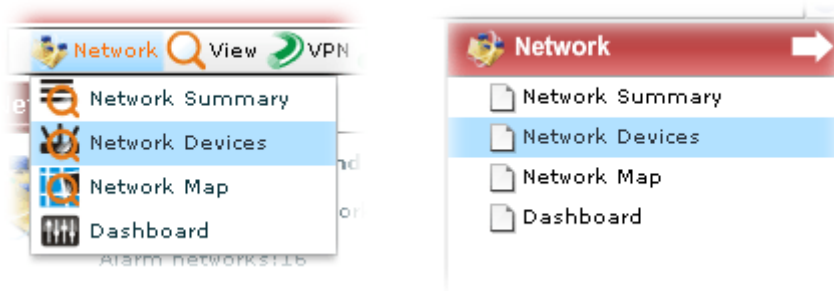 Network View VPN
Network Summary
Network Devices
Network Map
Dashboard
Alarm networks:16
Network
Network Summary
Network Devices
Network Map
Dashboard